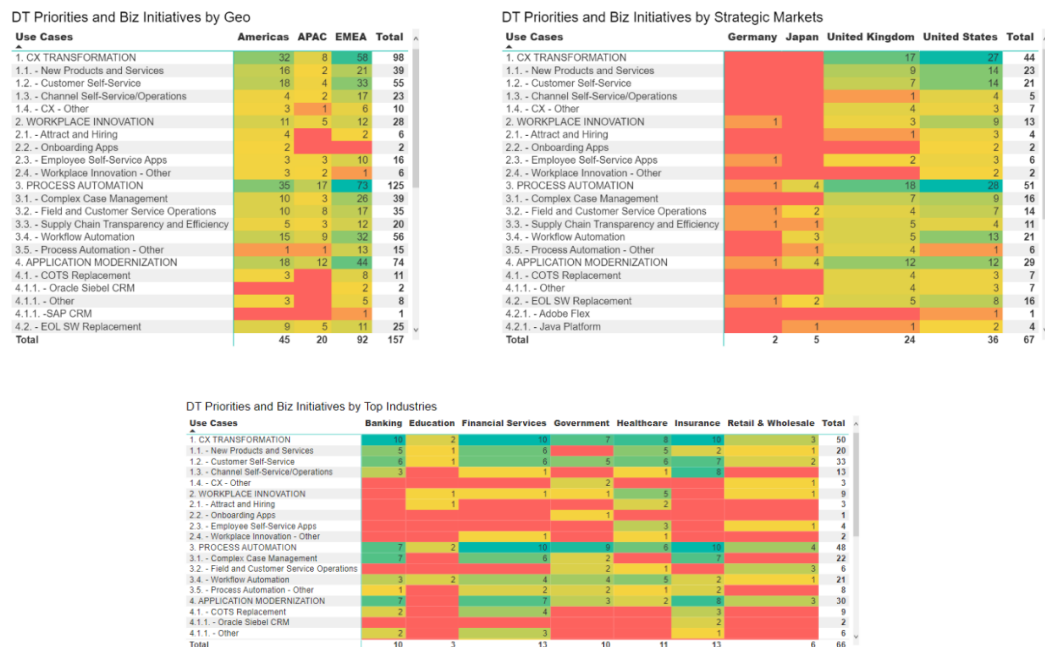 DT Priorities and Biz Initiatives by Geo
Use Cases Americas APAC EMEA Total
1. CX TRANSFORMATION 32 8 58 98
1.1. - New Products and Services 16 2 21 39
1.2. - Customer Self-Service 18 4 33 55
1.3. - Channel Self-Service/Operations 4 2 17 23
1.4. - CX - Other 3 1 6 10
2. WORKPLACE INNOVATION 11 5 12 28
2.1. - Attract and Hiring 4 2 6
2.2. - Onboarding Apps 2 2
2.3. - Employee Self-Service Apps 3 3 10 16
2.4. - Workplace Innovation - Other 3 2 1 6
3. PROCESS AUTOMATION 35 17 73 125
3.1. - Complex Case Management 10 3 26 39
3.2. - Field and Customer Service Operations 10 8 17 35
3.3. - Supply Chain Transparency and Efficiency 5 3 12 20
3.4. - Workflow Automation 15 9 32 56
3.5. - Process Automation - Other 1 1 13 15
4. APPLICATION MODERNIZATION 18 12 44 74
4.1. - COTS Replacement 3 8 11
4.1.1. - Oracle Siebel CRM 2 2
4.1.1. - Other 3 5 8
4.1.1. -SAP CRM 1 1
4.2. - EOL SW Replacement 9 5 11 25
Total 45 20 92 157
DT Priorities and Biz Initiatives by Strategic Markets
Use Cases Germany Japan United Kingdom United States Total
1. CX TRANSFORMATION 17 27 44
1.1. - New Products and Services 9 14 23
1.2. - Customer Self-Service 7 14 21
1.3. - Channel Self-Service/Operations 1 4 5
1.4. - CX - Other 4 3 7
2. WORKPLACE INNOVATION 1 3 9 13
2.1. - Attract and Hiring 1 3 4
2.2. - Onboarding Apps 2 2
2.3. - Employee Self-Service Apps 1 2 3 6
2.4. - Workplace Innovation - Other 2 2
3. PROCESS AUTOMATION 1 4 18 28 51
3.1. - Complex Case Management 7 9 16
3.2. - Field and Customer Service Operations 1 2 4 7 14
3.3. - Supply Chain Transparency and Efficiency 1 1 5 4 11
3.4. - Workflow Automation 3 5 13 21
3.5. - Process Automation - Other 1 4 1 6
4. APPLICATION MODERNIZATION 1 4 12 12 29
4.1. - COTS Replacement 4 3 7
4.1.1. - Other 4 3 7
4.2. - EOL SW Replacement 1 2 5 8 16
4.2.1. - Adobe Flex 1 1
4.2.1. - Java Platform 1 1 2 4
Total 2 5 24 36 67
DT Priorities and Biz Initiatives by Top Industries
Use Cases Banking Education Financial Services Government Healthcare Insurance Retail & Wholesale Total
1. CX TRANSFORMATION 10 2 10 7 8 10 3 50
1.1. - New Products and Services 5 1 6 5 2 1 20
1.2. - Customer Self-Service 6 1 6 5 6 7 2 33
1.3. - Channel Self-Service/Operations 3 1 1 8 13
1.4. - CX - Other 2 1 3
2. WORKPLACE INNOVATION 1 1 1 5 1 9
2.1. - Attract and Hiring 1 2 3
2.2. - Onboarding Apps 1 1
2.3. - Employee Self-Service Apps 3 1 4
2.4. - Workplace Innovation - Other 1 1 2
3. PROCESS AUTOMATION 7 2 10 9 6 10 4 48
3.1. - Complex Case Management 7 6 2 7 22
3.2. - Field and Customer Service Operations 2 1 3 6
3.4. - Workflow Automation 3 2 4 4 5 2 1 21
3.5. - Process Automation - Other 1 2 2 1 2 8
4. APPLICATION MODERNIZATION 7 7 3 2 8 3 30
4.1. - COTS Replacement 2 4 3 9
4.1.1. - Oracle Siebel CRM 2 2
4.1.1. - Other 2 3 1 6
Total 10 3 13 10 11 13 6 66